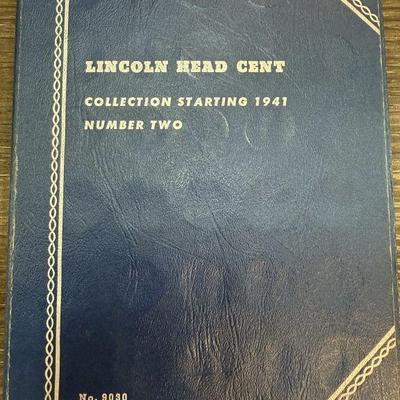 LINCOLN HEAD CENT
COLLECTION STARTING 1941
NUMBER TWO
No. 9030